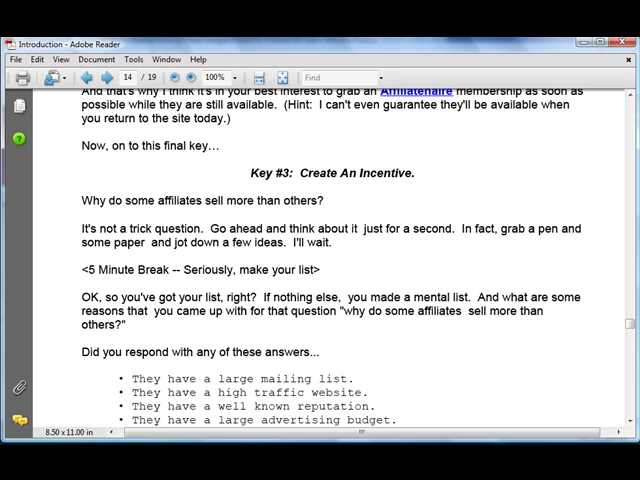 Introduction - Adobe Reader
File Edit View Document Tools Window Help
14 / 19 100% Find
And that's why I think it's in your best interest to grab an Affiliatenaire membership as soon as
possible while they are still available. (Hint: I can't even guarantee they'll be available when
you return to the site today.)
Now, on to this final key…
Key #3: Create An Incentive.
Why do some affiliates sell more than others?
It's not a trick question. Go ahead and think about it just for a second. In fact, grab a pen and
some paper and jot down a few ideas. I'll wait.
<5 Minute Break -- Seriously, make your list>
OK, so you've got your list, right? If nothing else, you made a mental list. And what are some
reasons that you came up with for that question "why do some affiliates sell more than
others?"
Did you respond with any of these answers...
• They have a large mailing list.
• They have a high traffic website.
• They have a well known reputation.
• They have a large advertising budget.
8.50 x 11.00 in